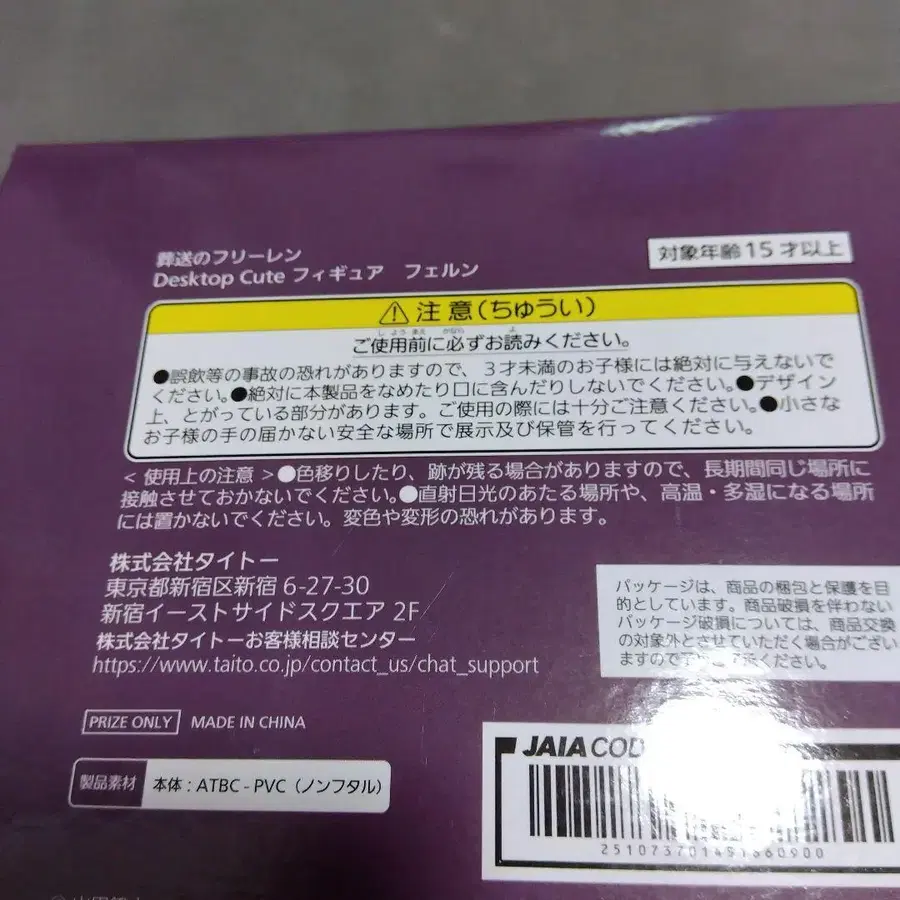 葬送のフリーレン
Desktop Cute フィギュア フェルン
対象年齢15才以上
注意(ちゅうい)
しようまえ かなら よ
ご使用前に必ずお読みください。
●誤飲等の事故の恐れがありますので、3才未満のお子様には絶対に与えないで
ください。●絶対に本製品をなめたり口に含んだりしないでください。●デザイン
上、とがっている部分があります。ご使用の際には十分ご注意ください。●小さな
お子様の手の届かない安全な場所で展示及び保管を行ってください。
<使用上の注意>●色移りしたり、跡が残る場合がありますので、長期間同じ場所に
接触させておかないでください。●直射日光のあたる場所や、高温・多湿になる場所
には置かないでください。変色や変形の恐れがあります。
株式会社タイトー
東京都新宿区新宿 6-27-30
新宿イーストサイドスクエア 2F
株式会社タイトーお客様相談センター
https://www.taito.co.jp/contact_us/chat_support
パッケージは、商品の梱包と保護を目
的としています。商品破損を伴わない
パッケージ破損については、商品交換
の対象外とさせていただく場合がござい
ますので ください。
PRIZE ONLY MADE IN CHINA
製品素材 本体:ATBC-PVC(ノンフタル)
JAIA COD